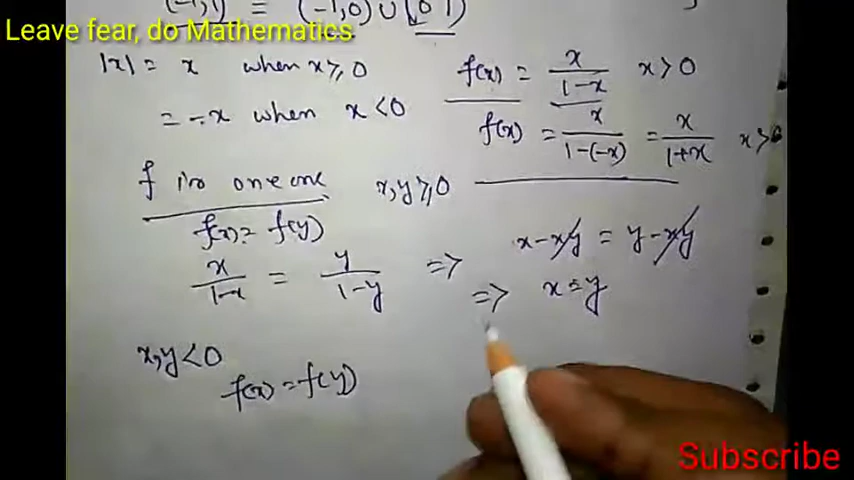 (-1,1) = (-1,0) ∪ [0 1)
Leave fear, do Mathematics
|x| = x when x ≥ 0
= -x when x < 0
f(x) = x/(1-x) x > 0
f(x) = x/(1-(-x)) = x/(1+x)
f is one one x,y ≥ 0
f(x) = f(y)
x/(1-x) = y/(1-y) => x - xy = y - xy
=> x = y
x,y < 0
f(x) = f(y)
Subscribe